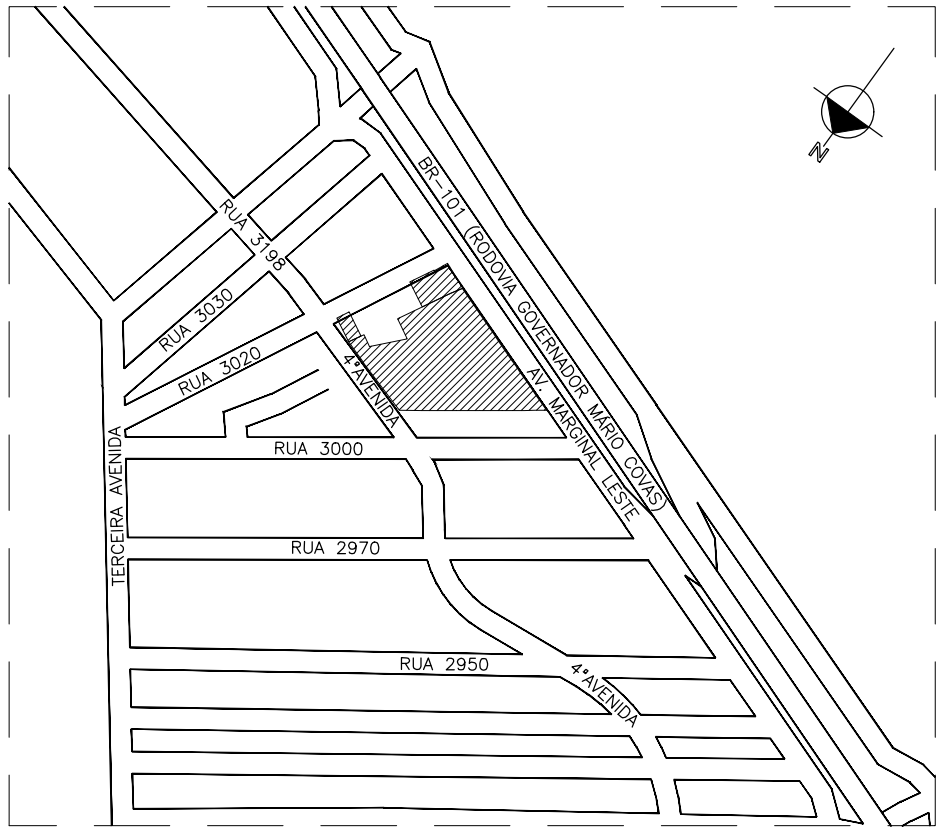 N
BR-101 (RODOVIA GOVERNADOR MÁRIO COVAS)
RUA 3198
RUA 3030
RUA 3020
4ªAVENIDA
AV. MARGINAL LESTE
TERCEIRA AVENIDA
RUA 3000
RUA 2970
RUA 2950
4ªAVENIDA